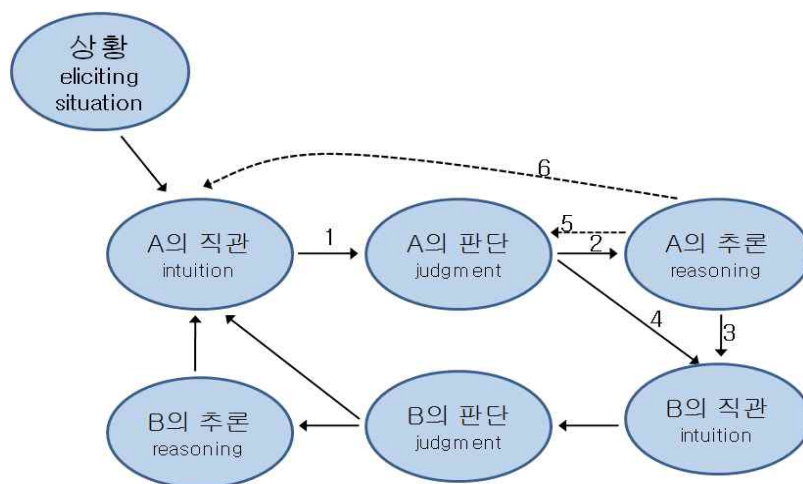 상황
eliciting
situation
6
A의 직관
intuition
1
A의 판단
judgment
5
2
A의 추론
reasoning
4
3
B의 추론
reasoning
B의 판단
judgment
B의 직관
intuition